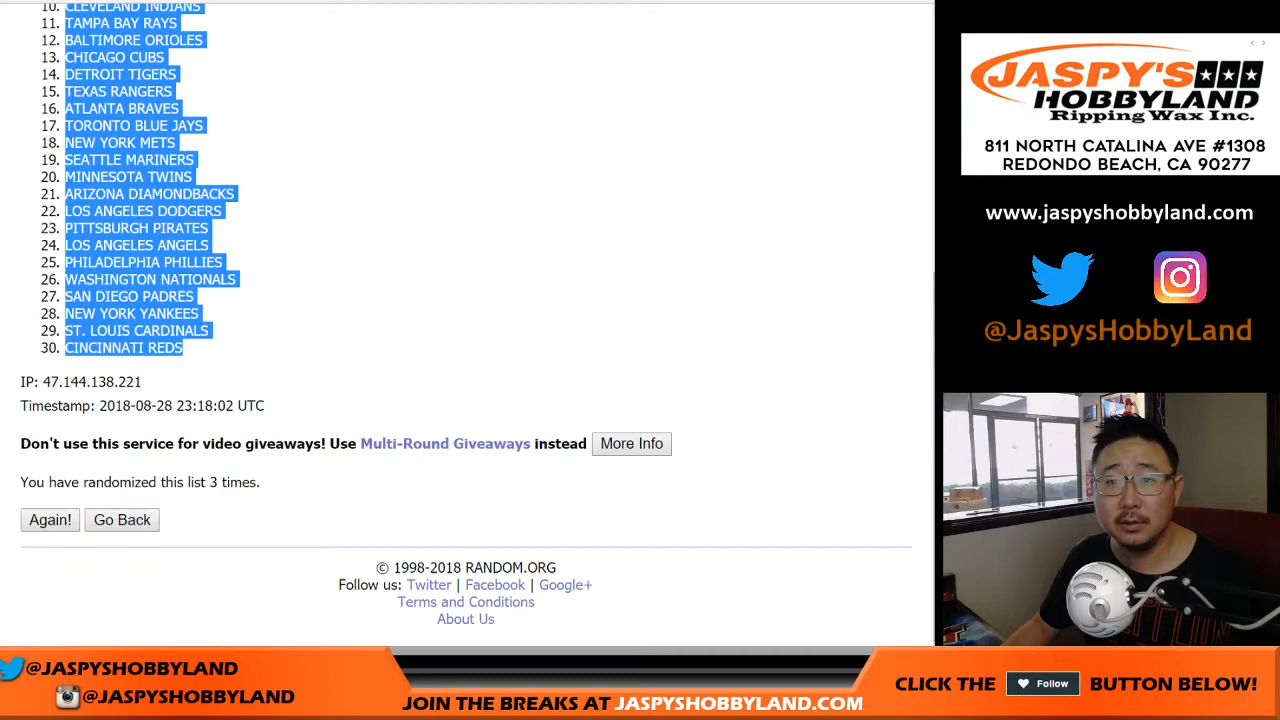 10. CLEVELAND INDIANS
11. TAMPA BAY RAYS
12. BALTIMORE ORIOLES
13. CHICAGO CUBS
14. DETROIT TIGERS
15. TEXAS RANGERS
16. ATLANTA BRAVES
17. TORONTO BLUE JAYS
18. NEW YORK METS
19. SEATTLE MARINERS
20. MINNESOTA TWINS
21. ARIZONA DIAMONDBACKS
22. LOS ANGELES DODGERS
23. PITTSBURGH PIRATES
24. LOS ANGELES ANGELS
25. PHILADELPHIA PHILLIES
26. WASHINGTON NATIONALS
27. SAN DIEGO PADRES
28. NEW YORK YANKEES
29. ST. LOUIS CARDINALS
30. CINCINNATI REDS
IP: 47.144.138.221
Timestamp: 2018-08-28 23:18:02 UTC
Don't use this service for video giveaways! Use Multi-Round Giveaways instead More Info
You have randomized this list 3 times.
Again! Go Back
© 1998-2018 RANDOM.ORG
Follow us: Twitter | Facebook | Google+
Terms and Conditions
About Us
JASPY'S
HOBBYLAND
Ripping Wax Inc.
811 NORTH CATALINA AVE #1308
REDONDO BEACH, CA 90277
www.jaspyshobbyland.com
@JaspysHobbyLand
@JASPYSHOBBYLAND
@JASPYSHOBBYLAND
JOIN THE BREAKS AT JASPYSHOBBYLAND.COM
CLICK THE Follow BUTTON BELOW!